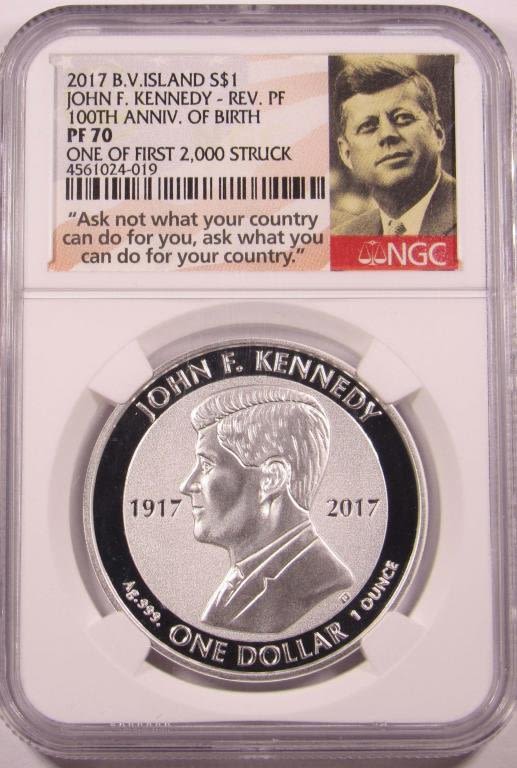 2017 B.V.ISLAND S$1
JOHN F. KENNEDY - REV. PF
100TH ANNIV. OF BIRTH
PF 70
ONE OF FIRST 2,000 STRUCK
4561024-019
"Ask not what your country
can do for you, ask what you
can do for your country."
NGC
JOHN F. KENNEDY
1917 2017
Ag.999. ONE DOLLAR 1 OUNCE